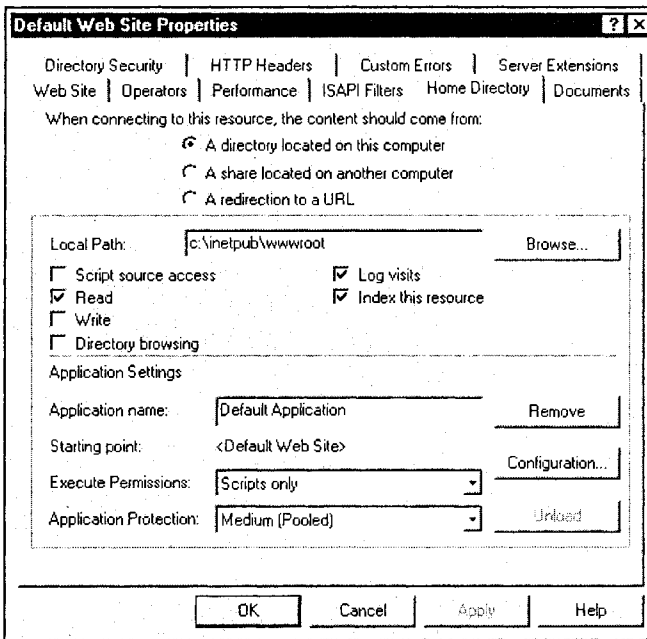 Default Web Site Properties
Directory Security HTTP Headers Custom Errors Server Extensions
Web Site Operators Performance ISAPI Filters Home Directory Documents
When connecting to this resource, the content should come from:
A directory located on this computer
A share located on another computer
A redirection to a URL
Local Path: c:\inetpub\wwwroot Browse...
Script source access Log visits
Read Index this resource
Write
Directory browsing
Application Settings
Application name: Default Application Remove
Starting point: <Default Web Site>
Configuration...
Execute Permissions: Scripts only
Application Protection: Medium (Pooled) Unload
OK Cancel Apply Help